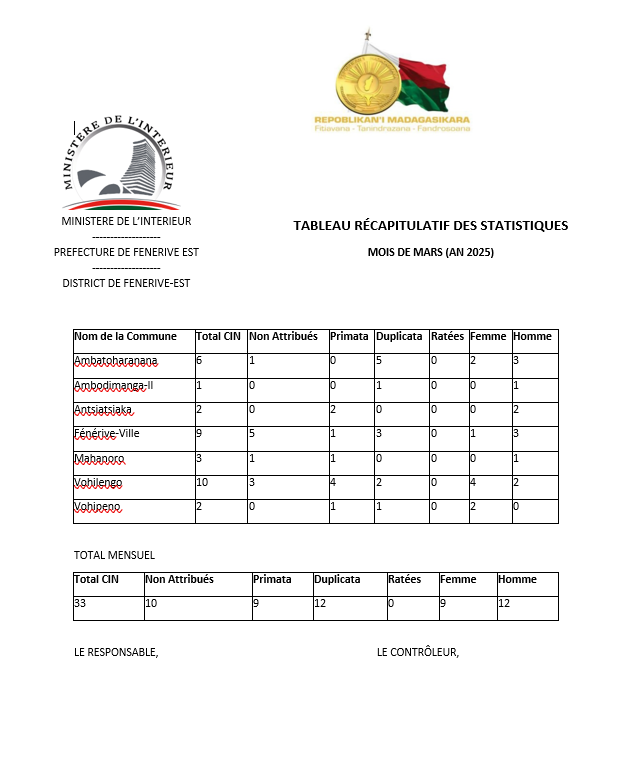 REPOBLIKAN'I MADAGASIKARA
Fitiavana - Tanindrazana - Fandrosoana
MINISTERE DE L'INTERIEUR
MINISTERE DE L'INTERIEUR
-------------------
PREFECTURE DE FENERIVE EST
-------------------
DISTRICT DE FENERIVE-EST
TABLEAU RÉCAPITULATIF DES STATISTIQUES
MOIS DE MARS (AN 2025)
Nom de la Commune Total CIN Non Attribués Primata Duplicata Ratées Femme Homme
Ambatoharanana 6 1 0 5 0 2 3
Ambodimanga-II 1 0 0 1 0 0 1
Antsiatsiaka 2 0 2 0 0 0 2
Fénérive-Ville 9 5 1 3 0 1 3
Mahanoro 3 1 1 0 0 0 1
Vohilengo 10 3 4 2 0 4 2
Vohipeno 2 0 1 1 0 2 0
TOTAL MENSUEL
Total CIN Non Attribués Primata Duplicata Ratées Femme Homme
33 10 9 12 0 9 12
LE RESPONSABLE, LE CONTRÔLEUR,